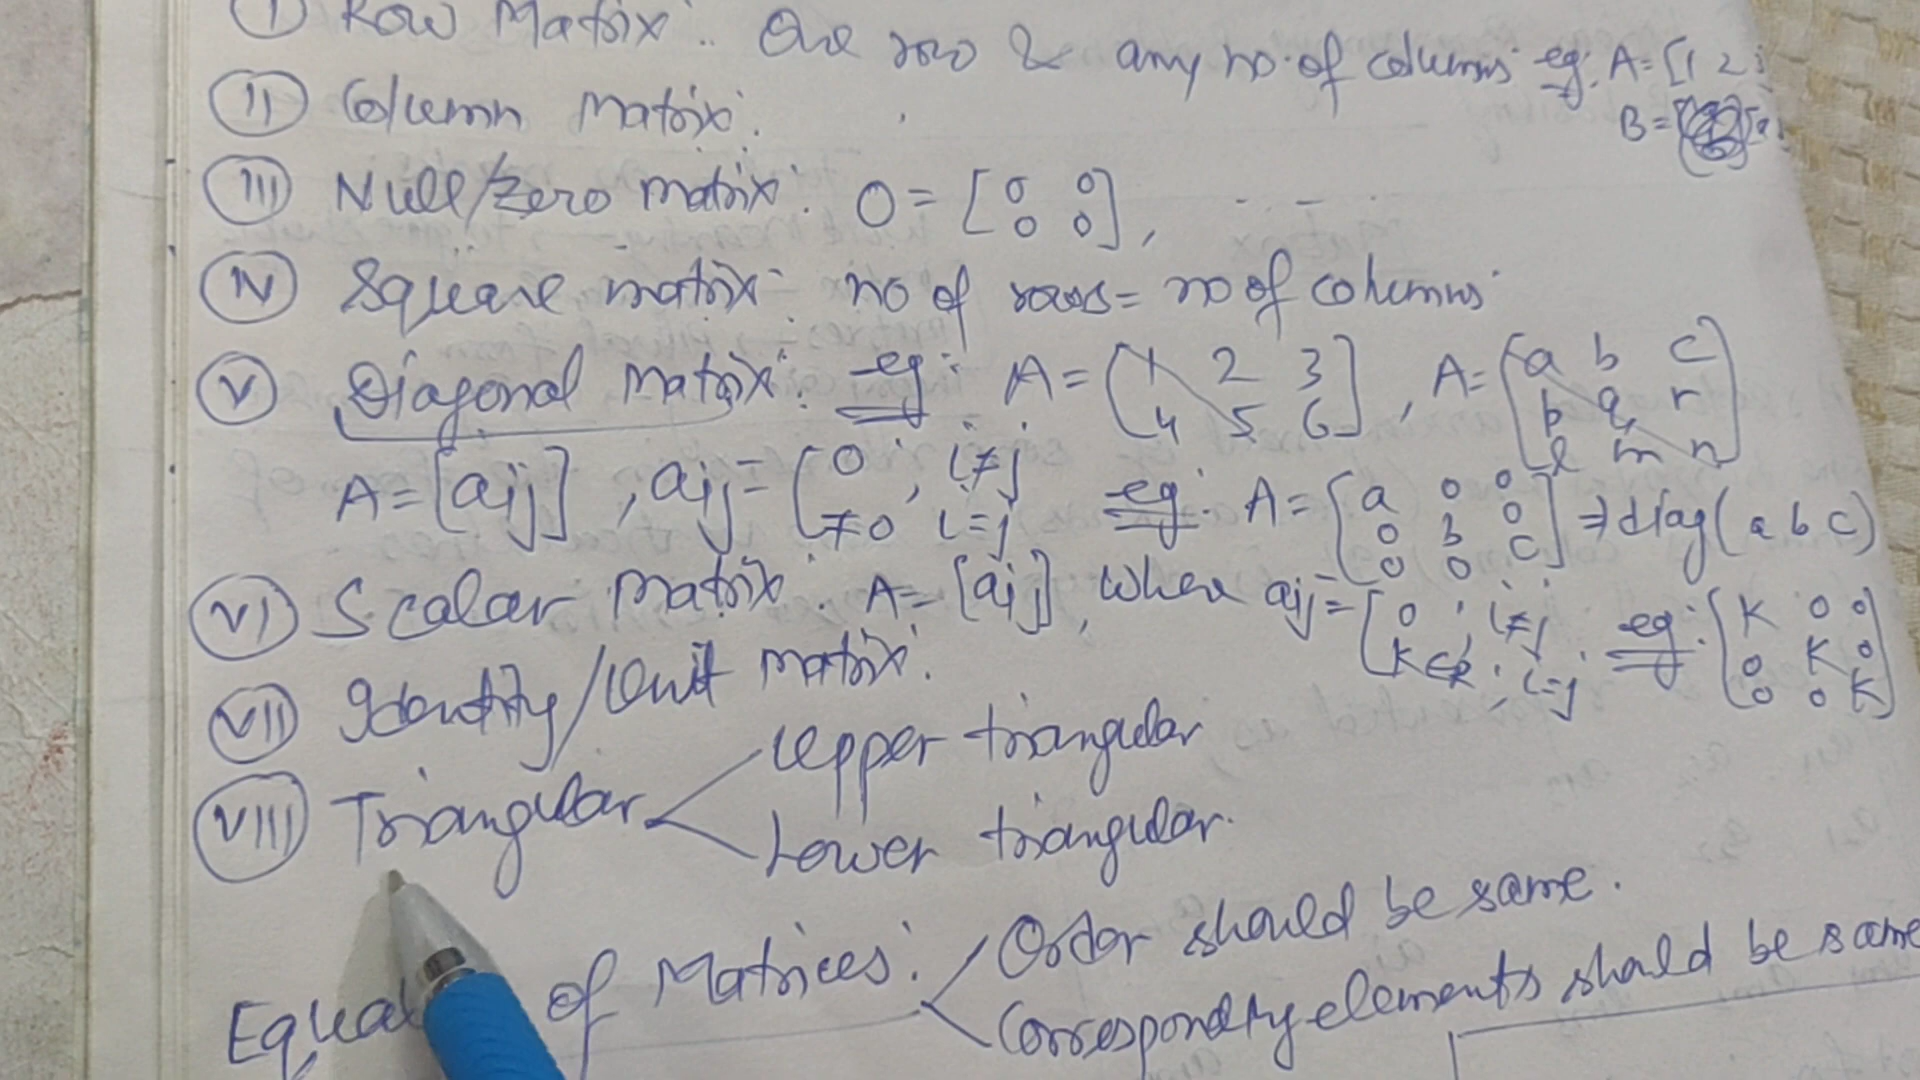 I Row Matrix: One row & any no. of columns eg: A = [1 2
B = [a
II Column Matrix:
III Null/zero matrix: O = [0 0
0 0],
IV Square matrix: no of rows = no of columns
V Diagonal Matrix: eg: A = [1 2 3
4 5 6], A = [a b c
p q r
l m n]
A = [aij], aij = [0, i≠j
≠0 i=j eg: A = [a 0 0
0 b 0
0 0 c] ⇒ diag(a b c)
VI Scalar Matrix: A = [aij], where aij = [0, i≠j
K∈R, i=j. eg: [K 0 0
0 K 0
0 0 K]
VII Identity/Unit matrix:
VIII Triangular < Upper triangular
Lower triangular.
of Matrices: < Order should be same.
elements should be same